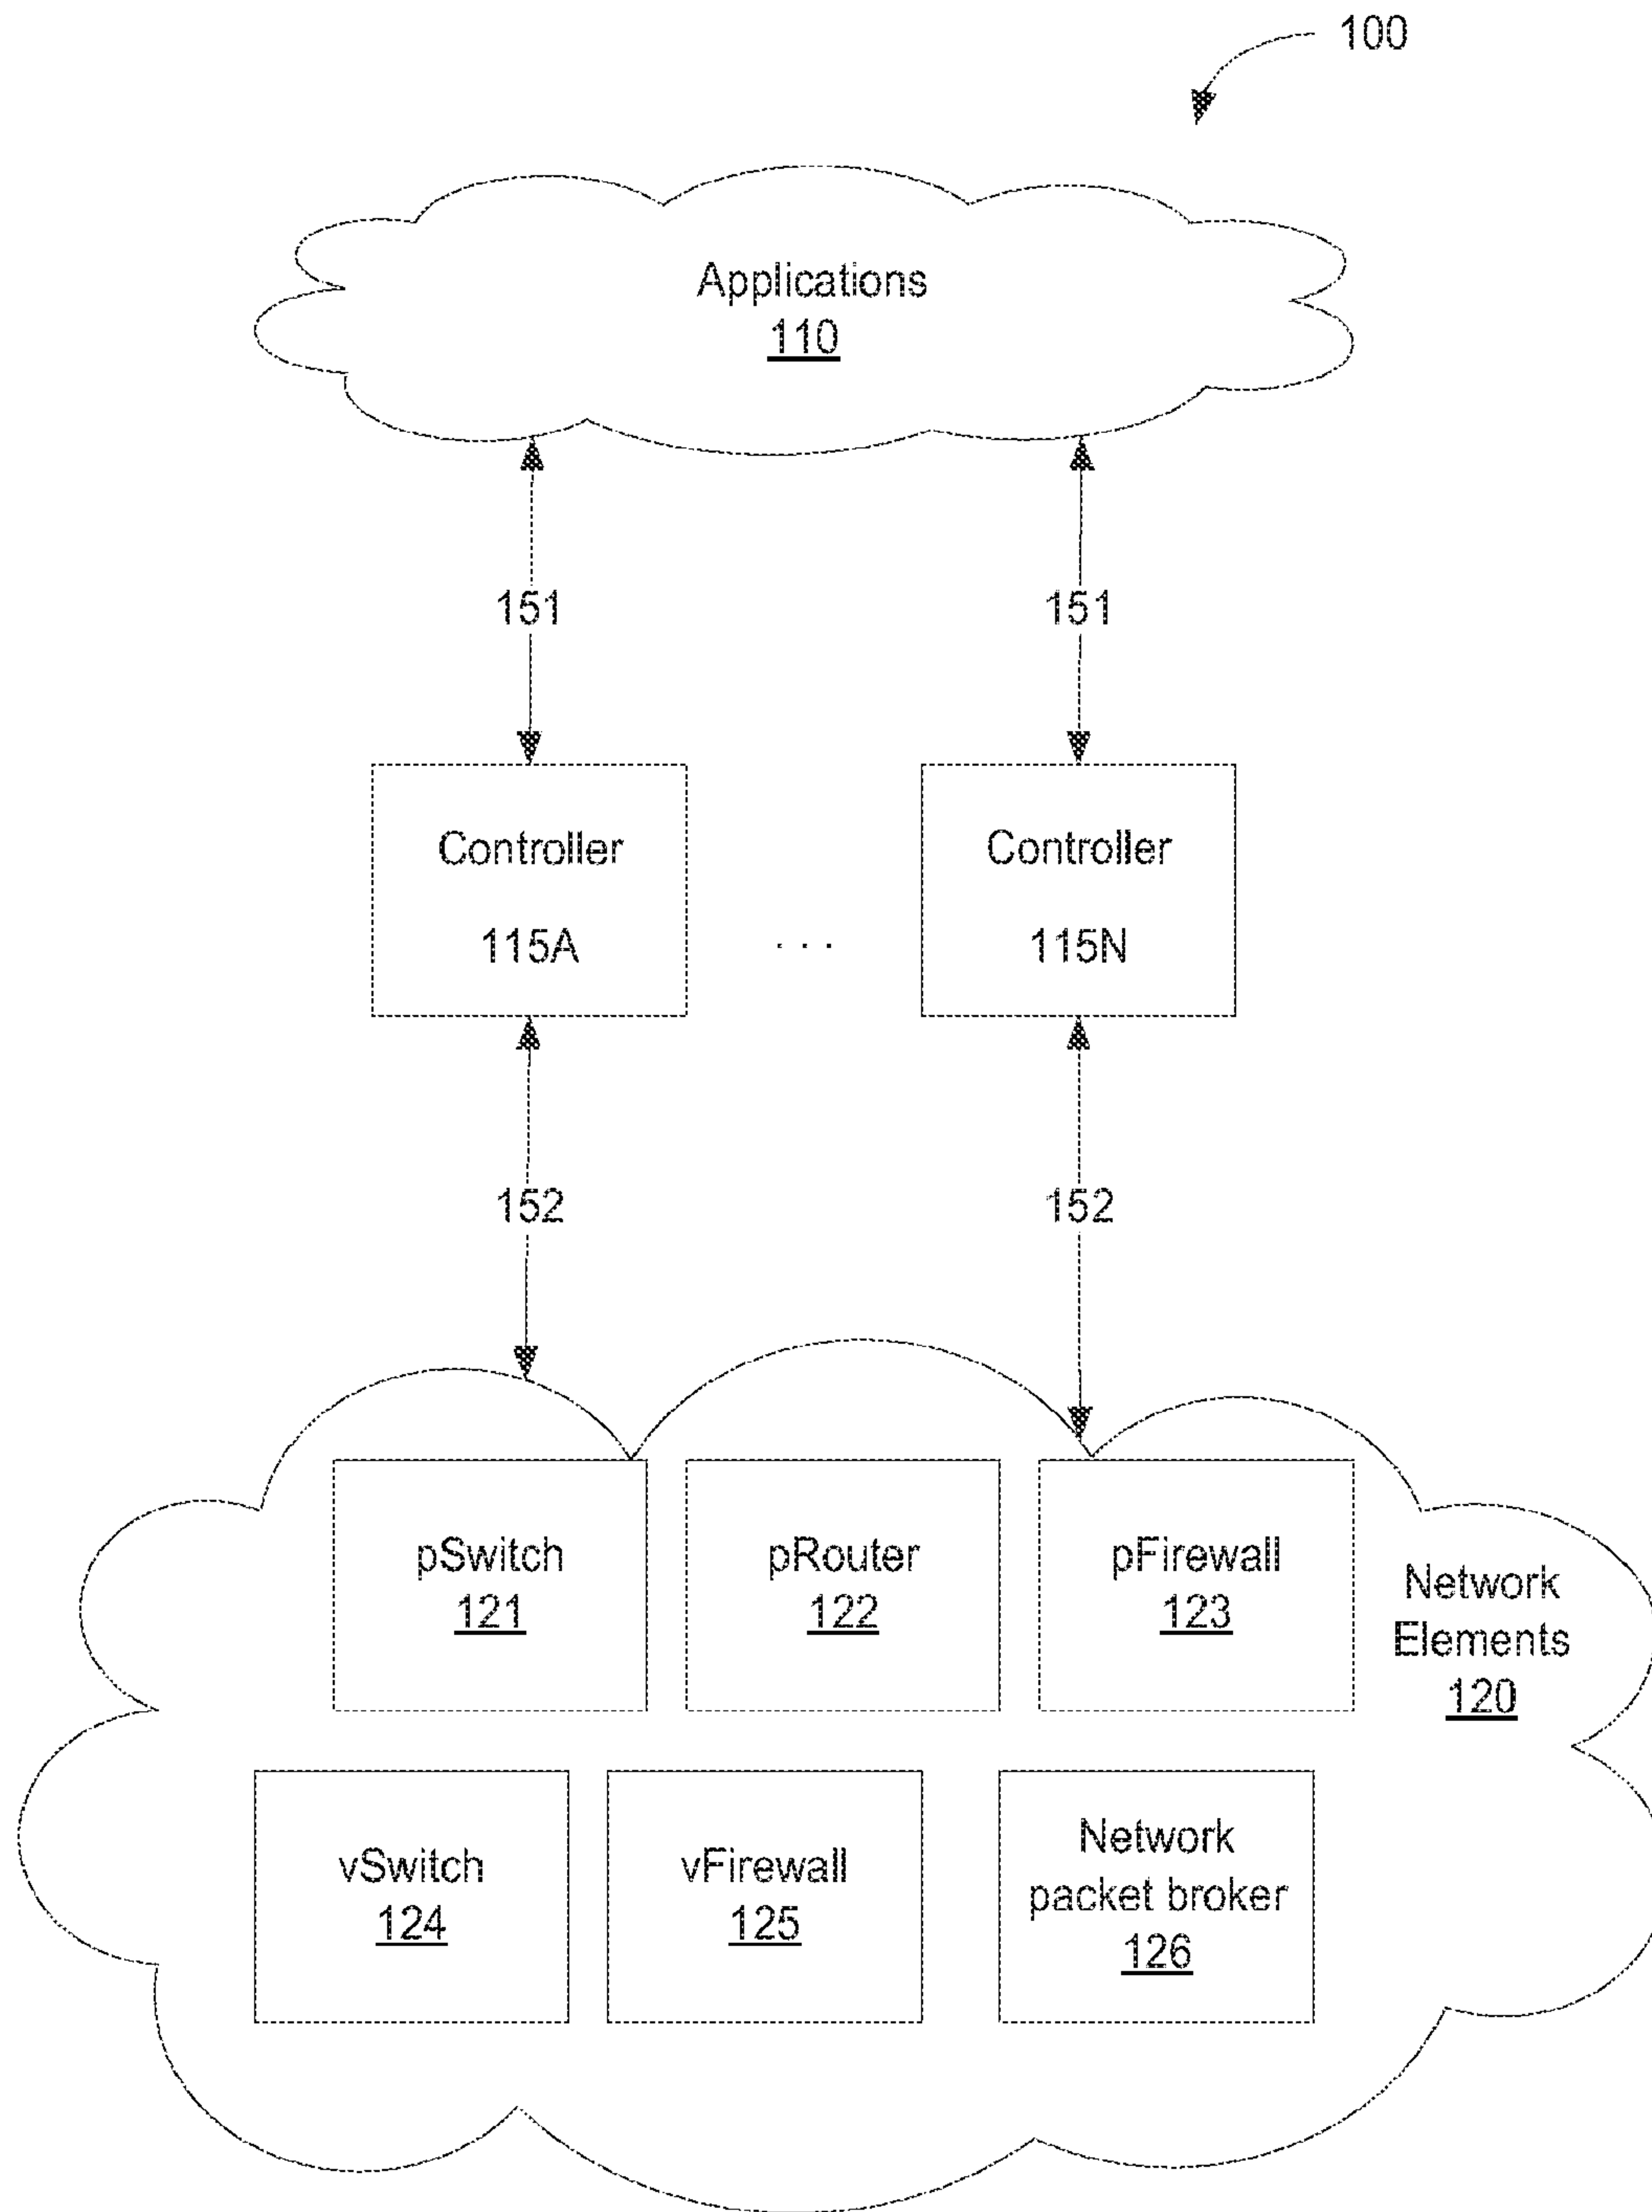 100
Applications
110
151
151
Controller
115A
. . .
Controller
115N
152
152
pSwitch
121
pRouter
122
pFirewall
123
Network
Elements
120
vSwitch
124
vFirewall
125
Network
packet broker
126